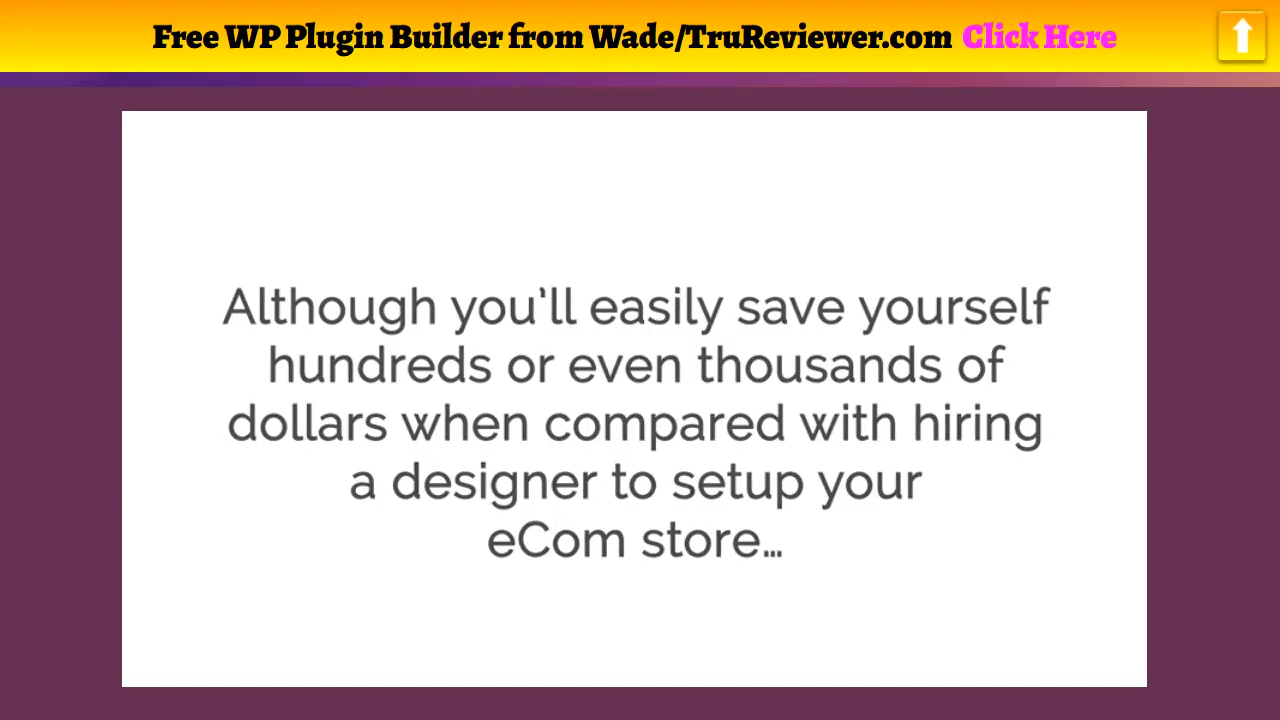 Free WP Plugin Builder from Wade/TruReviewer.com Click Here
Although you'll easily save yourself
hundreds or even thousands of
dollars when compared with hiring
a designer to setup your
eCom store...